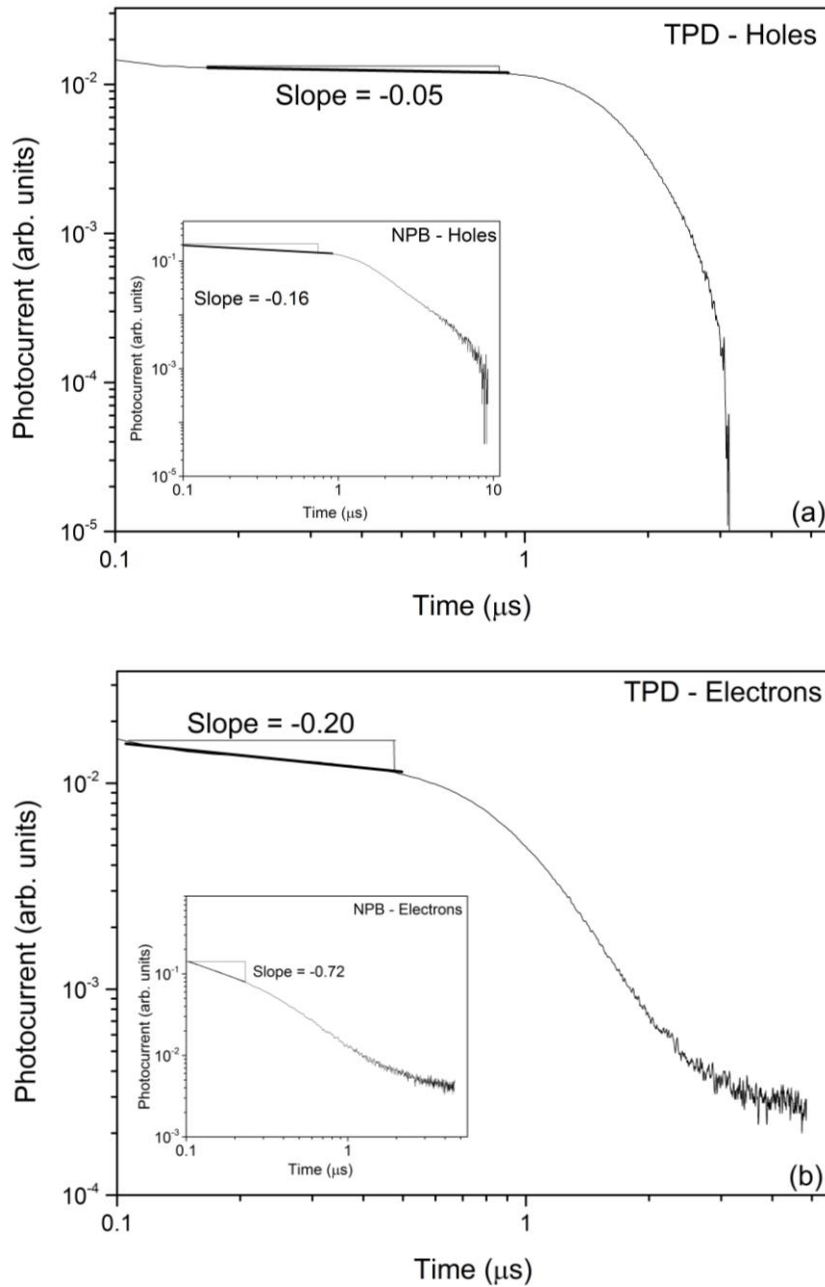 TPD - Holes
Slope = -0.05
10⁻²
10⁻³
10⁻⁴
10⁻⁵
Photocurrent (arb. units)
0.1
1
Time (μs)
(a)
NPB - Holes
Slope = -0.16
10⁻¹
10⁻³
10⁻⁵
Photocurrent (arb. units)
0.1
1
10
Time (μs)
TPD - Electrons
Slope = -0.20
10⁻²
10⁻³
10⁻⁴
Photocurrent (arb. units)
0.1
1
Time (μs)
(b)
NPB - Electrons
Slope = -0.72
10⁻¹
10⁻²
10⁻³
Photocurrent (arb. units)
0.1
1
Time (μs)